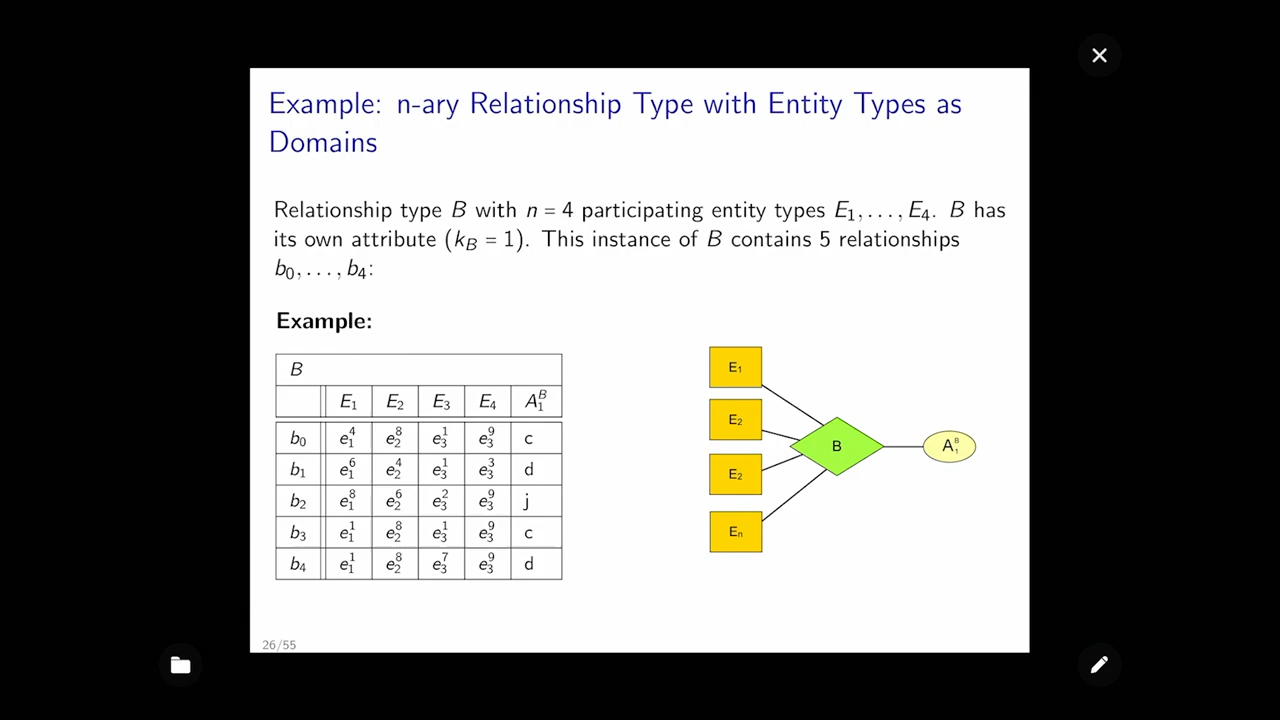 Example: n-ary Relationship Type with Entity Types as
Domains
Relationship type B with n = 4 participating entity types E₁, . . . , E₄. B has
its own attribute (k_B = 1). This instance of B contains 5 relationships
b₀, . . . , b₄:
Example:
B
E₁ E₂ E₃ E₄ A₁ᴮ
b₀ e₁⁴ e₂⁸ e₃¹ e₃⁹ c
b₁ e₁⁶ e₂⁴ e₃¹ e₃³ d
b₂ e₁⁸ e₂⁶ e₃² e₃⁹ j
b₃ e₁¹ e₂⁸ e₃¹ e₃⁹ c
b₄ e₁¹ e₂⁸ e₃⁷ e₃⁹ d
E₁
E₂
E₂
Eₙ
B
A₁ᴮ
26/55